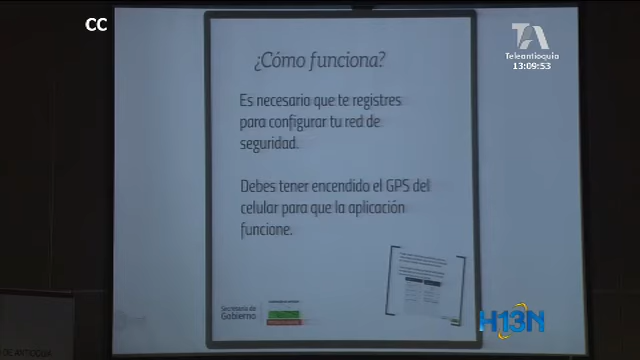 CC
TA
Teleantioquia
13:09:53
¿Cómo funciona?
Es necesario que te registres
para configurar tu red de
seguridad.
Debes tener encendido el GPS del
celular para que la aplicación
funcione.
Secretaría de
Gobierno
H13N